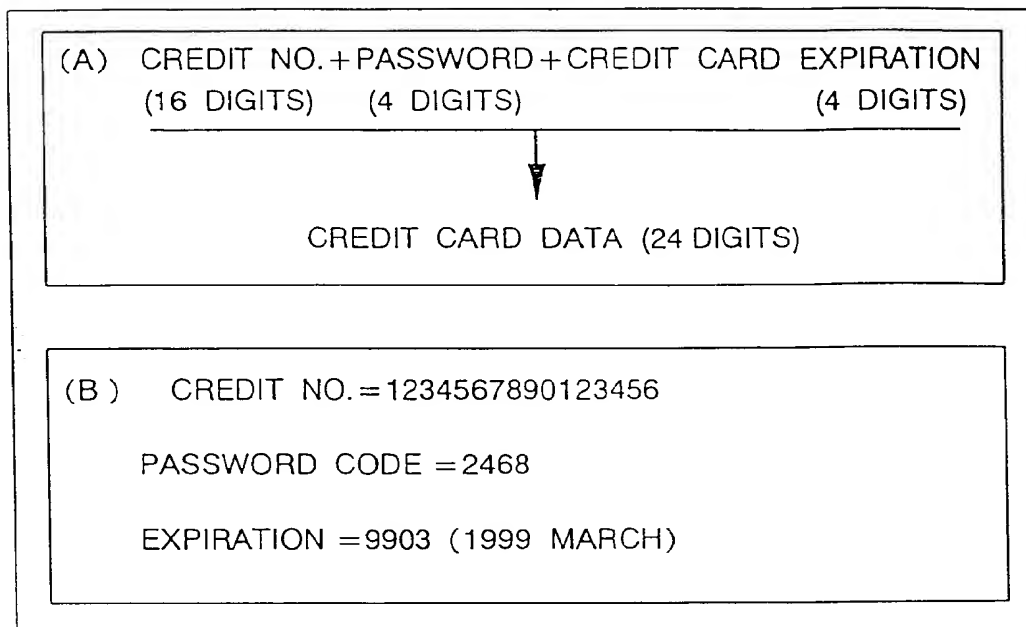 (A) CREDIT NO.+PASSWORD+CREDIT CARD EXPIRATION
(16 DIGITS) (4 DIGITS) (4 DIGITS)
CREDIT CARD DATA (24 DIGITS)
(B) CREDIT NO.=1234567890123456
PASSWORD CODE =2468
EXPIRATION =9903 (1999 MARCH)